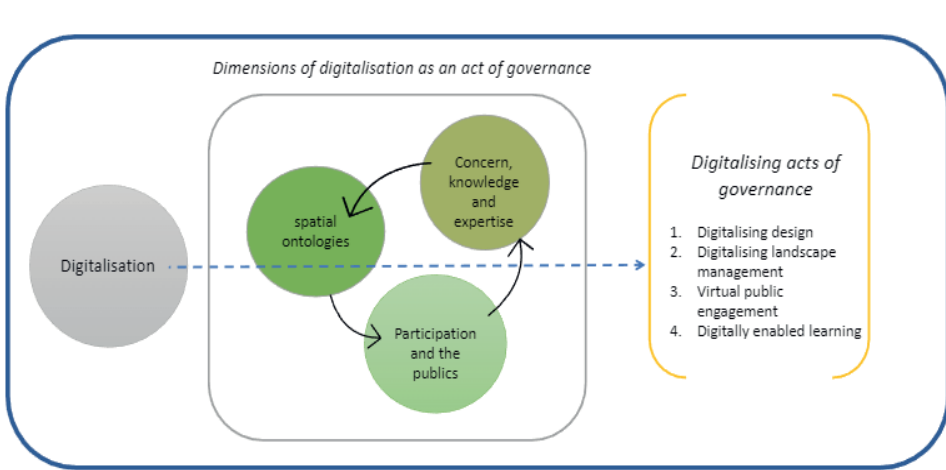 Dimensions of digitalisation as an act of governance
Digitalisation
spatial
ontologies
Concern,
knowledge
and
expertise
Participation
and the
publics
Digitalising acts of
governance
1. Digitalising design
2. Digitalising landscape
management
3. Virtual public
engagement
4. Digitally enabled learning